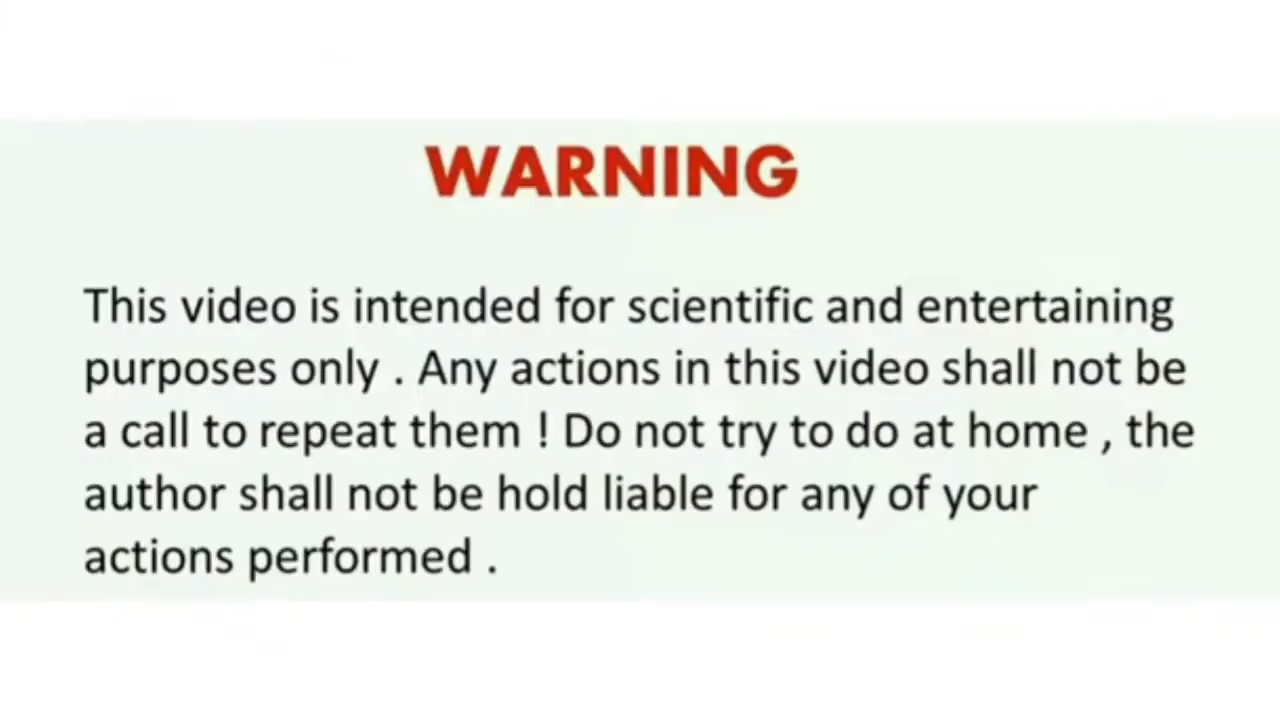 WARNING
This video is intended for scientific and entertaining
purposes only . Any actions in this video shall not be
a call to repeat them ! Do not try to do at home , the
author shall not be hold liable for any of your
actions performed .